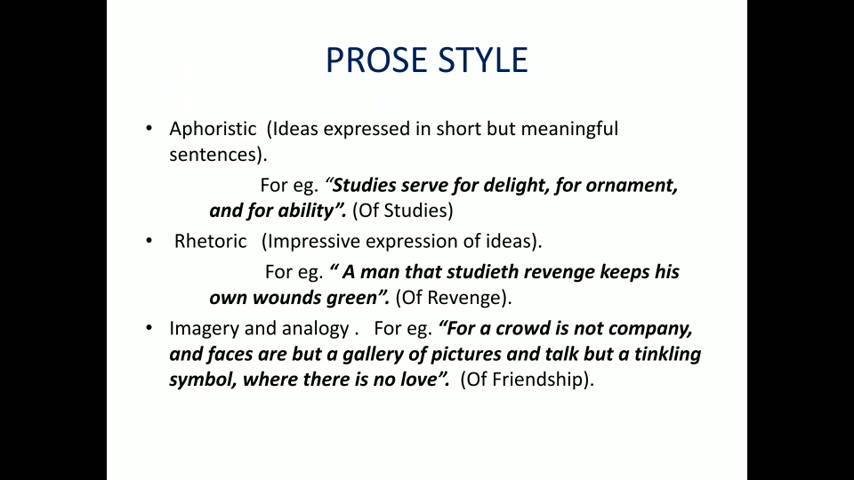 PROSE STYLE
• Aphoristic (Ideas expressed in short but meaningful
sentences).
For eg. “Studies serve for delight, for ornament,
and for ability”. (Of Studies)
• Rhetoric (Impressive expression of ideas).
For eg. “ A man that studieth revenge keeps his
own wounds green”. (Of Revenge).
• Imagery and analogy . For eg. “For a crowd is not company,
and faces are but a gallery of pictures and talk but a tinkling
symbol, where there is no love”. (Of Friendship).